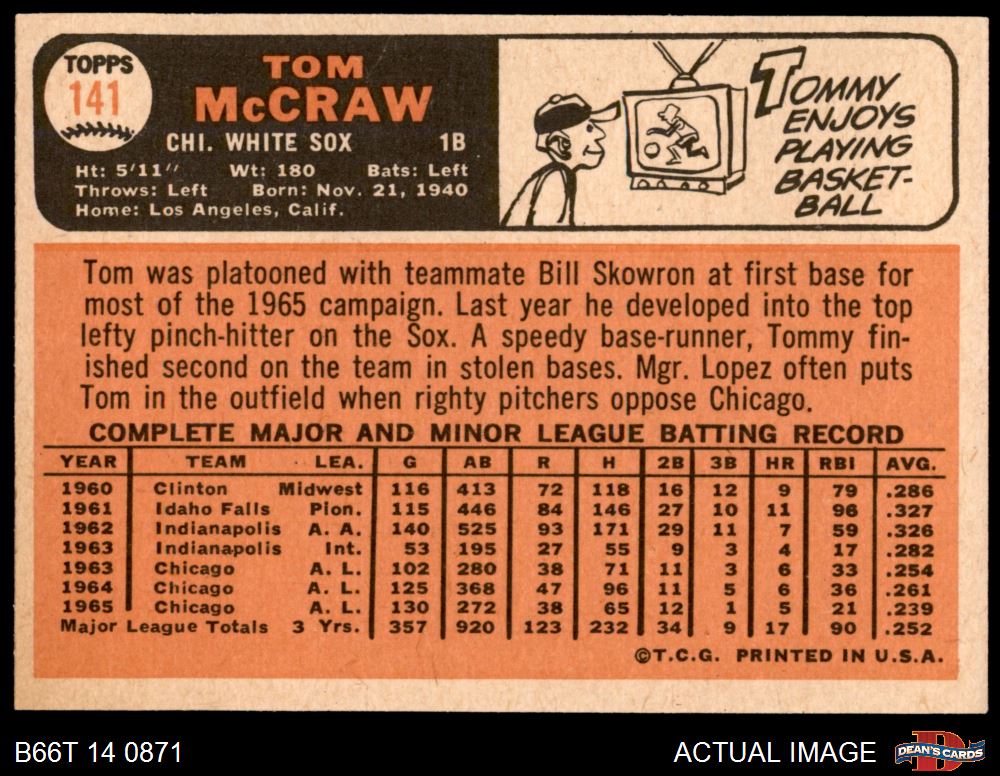 TOPPS
141
TOM
McCRAW
CHI. WHITE SOX 1B
Ht: 5'11" Wt: 180 Bats: Left
Throws: Left Born: Nov. 21, 1940
Home: Los Angeles, Calif.
TOMMY
ENJOYS
PLAYING
BASKET-
BALL
Tom was platooned with teammate Bill Skowron at first base for
most of the 1965 campaign. Last year he developed into the top
lefty pinch-hitter on the Sox. A speedy base-runner, Tommy fin-
ished second on the team in stolen bases. Mgr. Lopez often puts
Tom in the outfield when righty pitchers oppose Chicago.
COMPLETE MAJOR AND MINOR LEAGUE BATTING RECORD
YEAR TEAM LEA. G AB R H 2B 3B HR RBI AVG.
1960 Clinton Midwest 116 413 72 118 16 12 9 79 .286
1961 Idaho Falls Pion. 115 446 84 146 27 10 11 96 .327
1962 Indianapolis A. A. 140 525 93 171 29 11 7 59 .326
1963 Indianapolis Int. 53 195 27 55 9 3 4 17 .282
1963 Chicago A. L. 102 280 38 71 11 3 6 33 .254
1964 Chicago A. L. 125 368 47 96 11 5 6 36 .261
1965 Chicago A. L. 130 272 38 65 12 1 5 21 .239
Major League Totals 3 Yrs. 357 920 123 232 34 9 17 90 .252
©T.C.G. PRINTED IN U.S.A.
B66T 14 0871 ACTUAL IMAGE DEAN'S CARDS